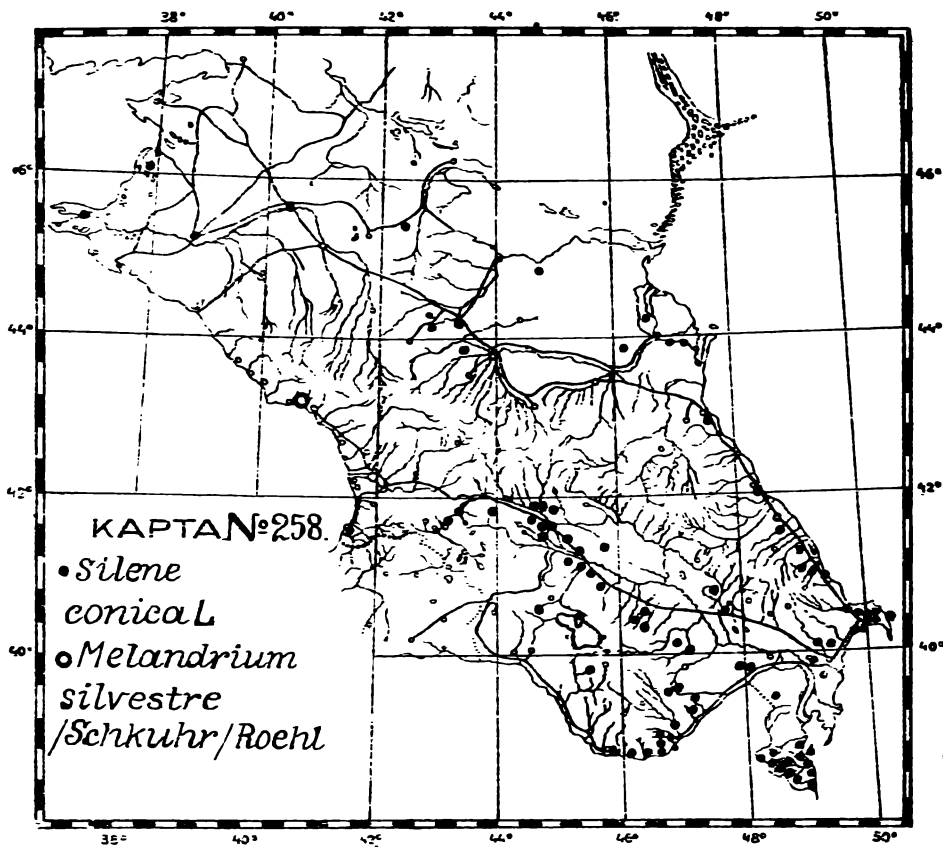 38° 40° 42° 44° 46° 48° 50°
46° 46°
44° 44°
42° 42°
КАРТА №258.
• Silene
conica L
40° 40°
Melandrium
silvestre
/Schkuhr/Roehl
38° 40° 42° 44° 46° 48° 50°